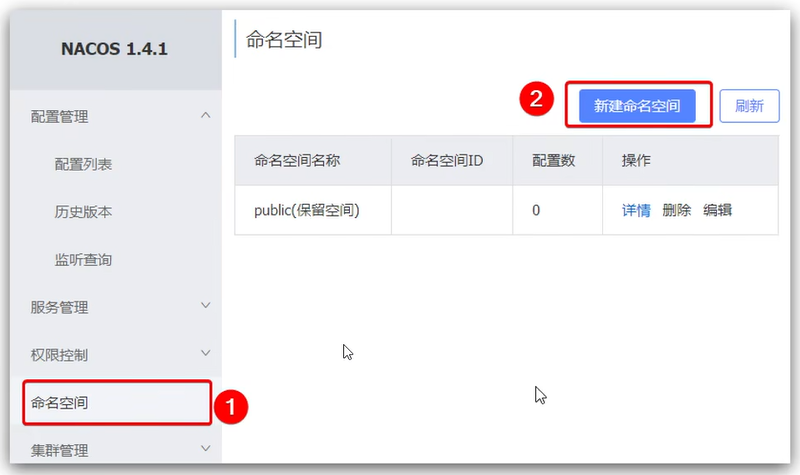 NACOS 1.4.1
配置管理
配置列表
历史版本
监听查询
服务管理
权限控制
命名空间
1
集群管理
命名空间
2
新建命名空间 刷新
命名空间名称 命名空间ID 配置数 操作
public(保留空间) 0 详情 删除 编辑